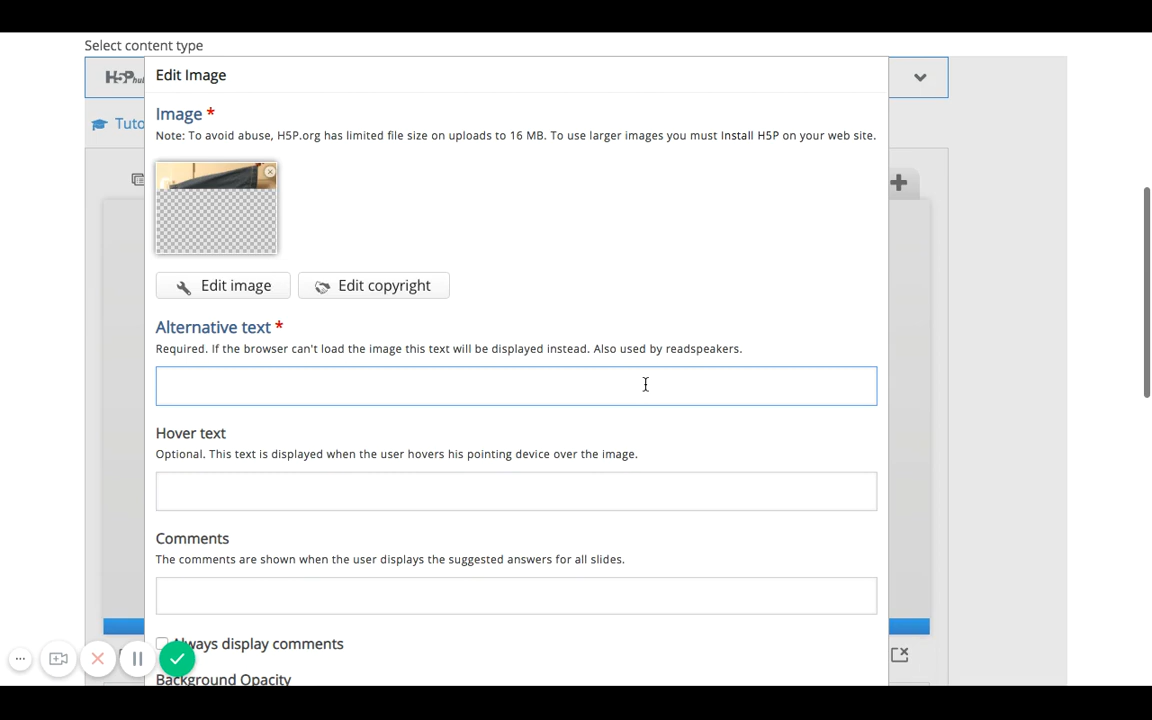 Select content type
H5P hub
Edit Image
Tuto
Image *
Note: To avoid abuse, H5P.org has limited file size on uploads to 16 MB. To use larger images you must Install H5P on your web site.
Edit image
Edit copyright
Alternative text *
Required. If the browser can't load the image this text will be displayed instead. Also used by readspeakers.
Hover text
Optional. This text is displayed when the user hovers his pointing device over the image.
Comments
The comments are shown when the user displays the suggested answers for all slides.
Always display comments
Background Opacity